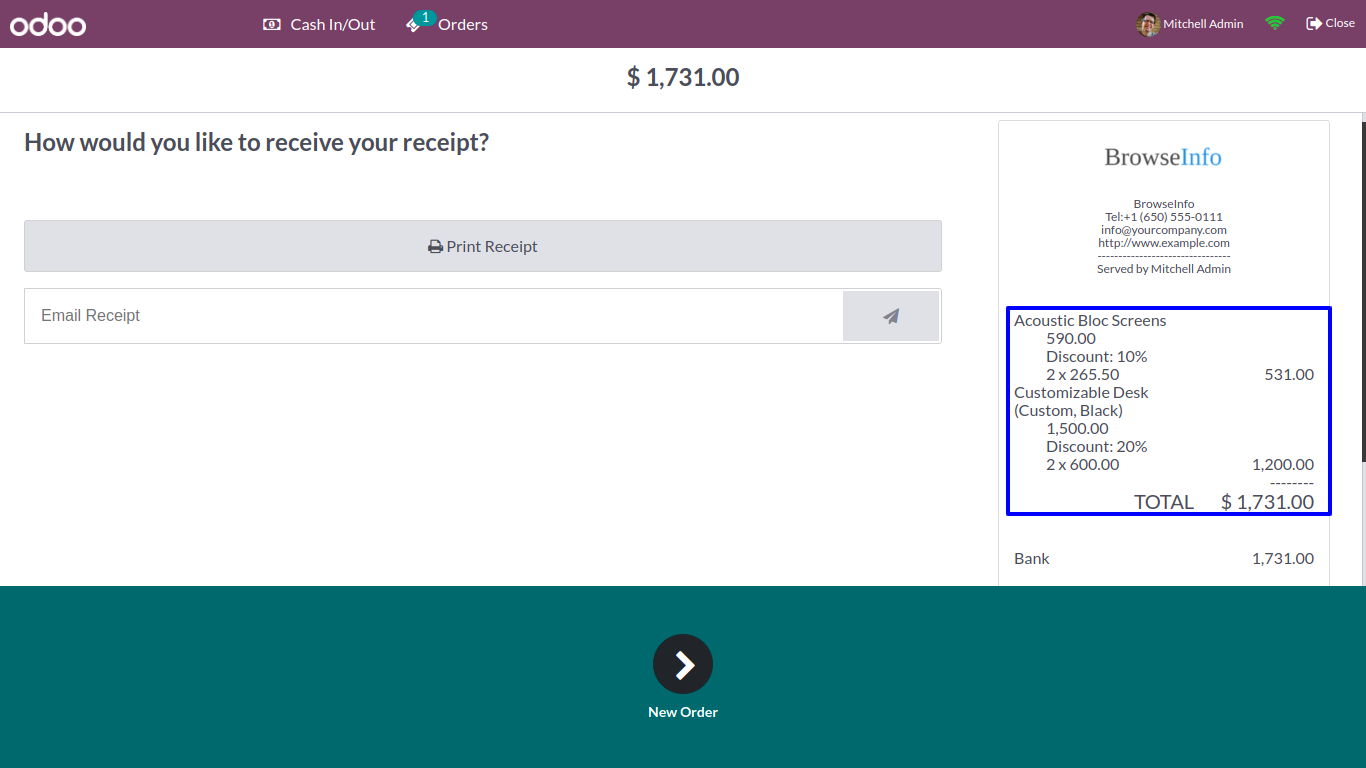 odoo
Cash In/Out
1
Orders
Mitchell Admin
Close
$ 1,731.00
How would you like to receive your receipt?
Print Receipt
Email Receipt
BrowseInfo
BrowseInfo
Tel:+1 (650) 555-0111
info@yourcompany.com
http://www.example.com
--------------------------------
Served by Mitchell Admin
Acoustic Bloc Screens
590.00
Discount: 10%
2 x 265.50 531.00
Customizable Desk
(Custom, Black)
1,500.00
Discount: 20%
2 x 600.00 1,200.00
--------
TOTAL $ 1,731.00
Bank 1,731.00
New Order